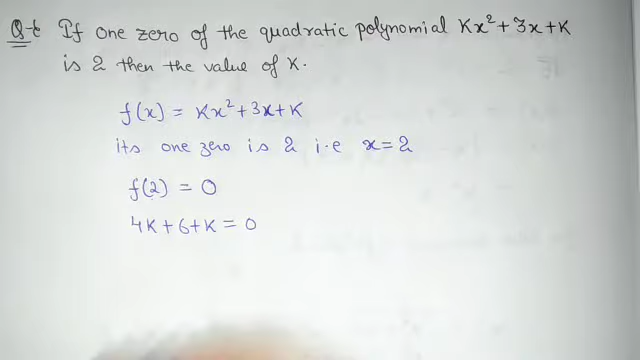 Q-6 If one zero of the quadratic polynomial Kx²+3x+K
is 2 then the value of K.
f(x) = Kx²+3x+K
its one zero is 2 i.e x=2
f(2) = 0
4K+6+K = 0